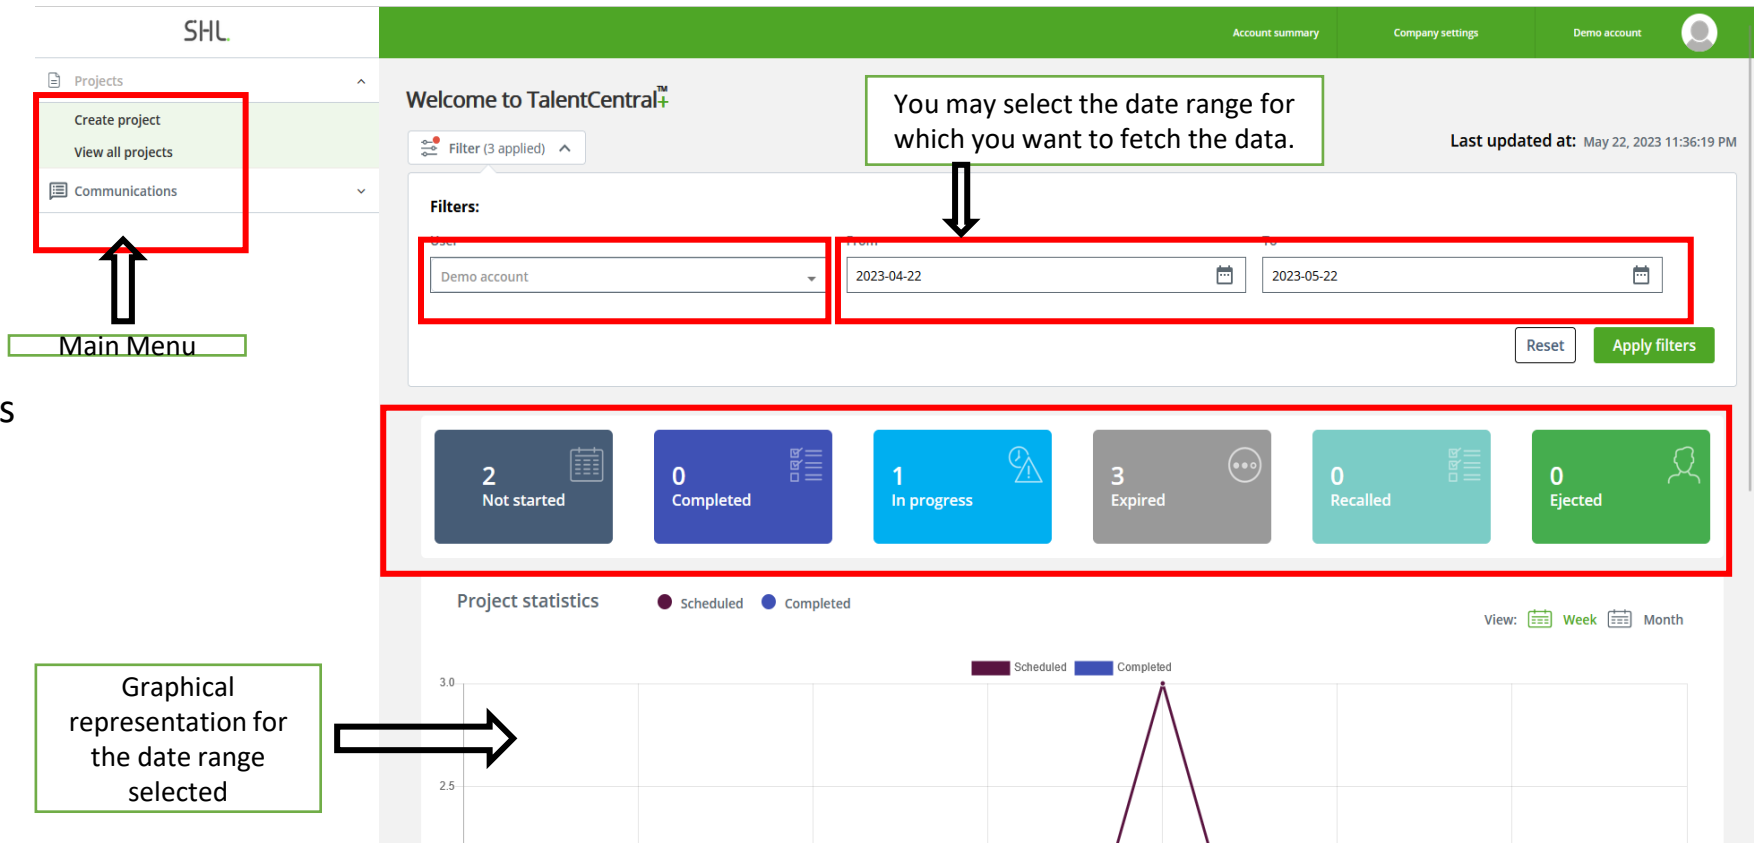 SHL.
Account summary
Company settings
Demo account
Projects
Create project
View all projects
Communications
Main Menu
s
Welcome to TalentCentral+™
Filter (3 applied)
You may select the date range for
which you want to fetch the data.
Last updated at: May 22, 2023 11:36:19 PM
Filters:
User
From
To
Demo account
2023-04-22
2023-05-22
Reset
Apply filters
2
Not started
0
Completed
1
In progress
3
Expired
0
Recalled
0
Ejected
Project statistics
Scheduled
Completed
View:
Week
Month
Scheduled
Completed
3.0
2.5
Graphical
representation for
the date range
selected